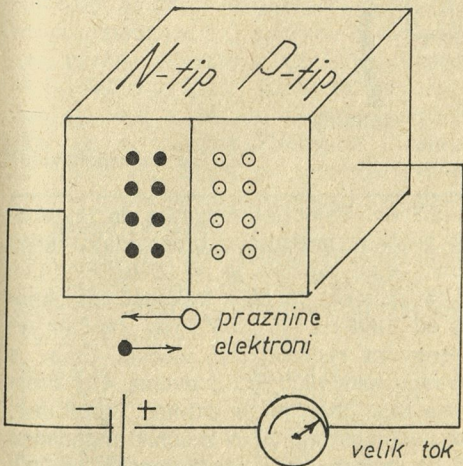 N-tip P-tip
praznine
elektroni
- +
velik tok